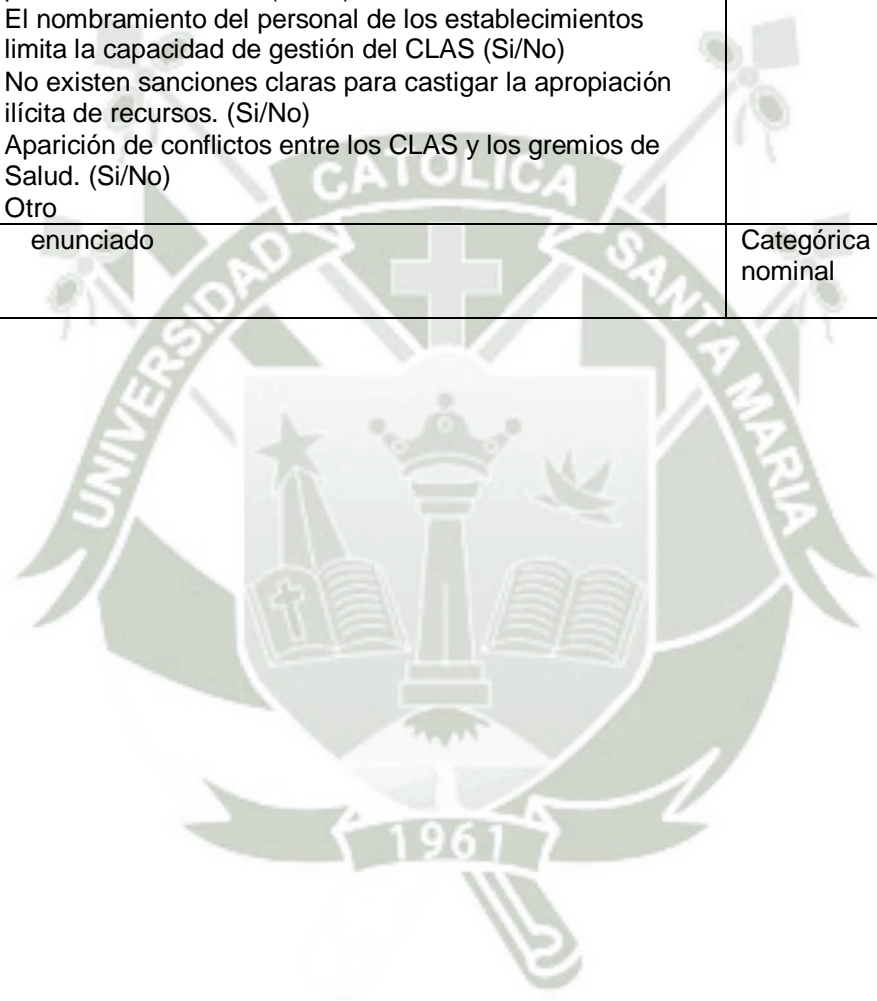 El nombramiento del personal de los establecimientos
limita la capacidad de gestión del CLAS (Si/No)
No existen sanciones claras para castigar la apropiación
ilícita de recursos. (Si/No)
Aparición de conflictos entre los CLAS y los gremios de
Salud. (Si/No)
Otro
enunciado
Categórica
nominal
UNIVERSIDAD CATOLICA SANTA MARIA
1961